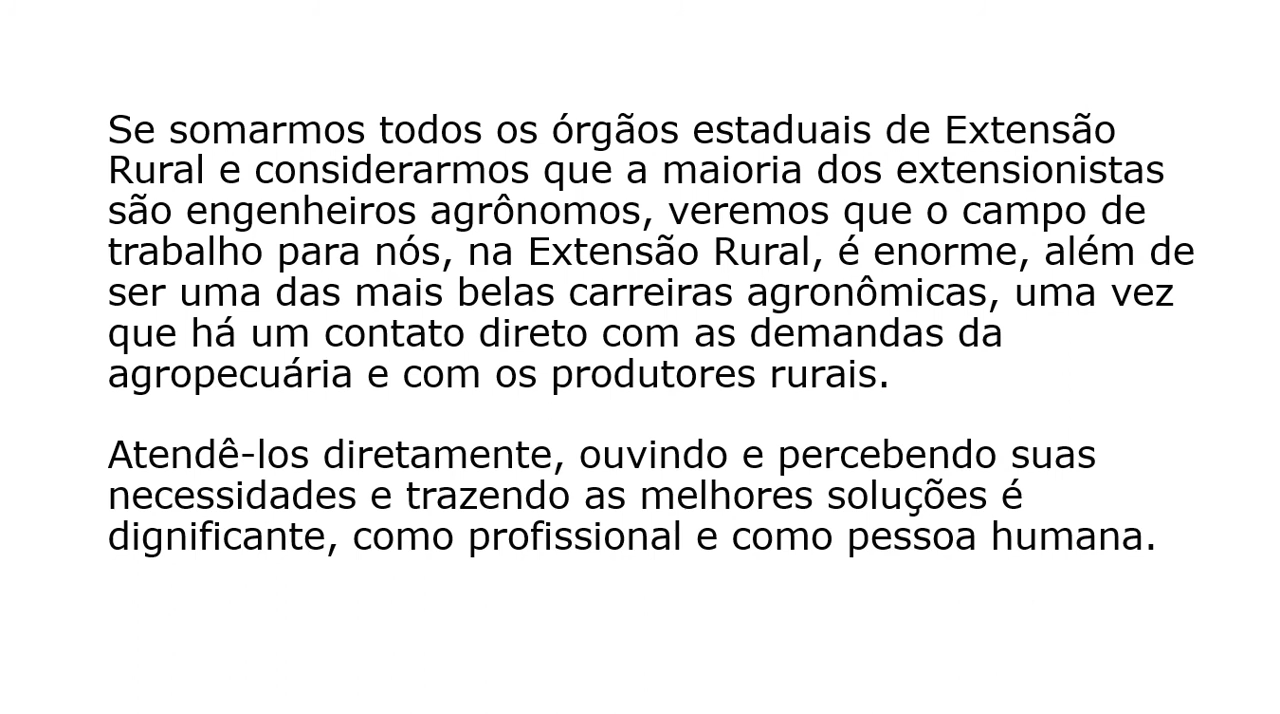 Se somarmos todos os órgãos estaduais de Extensão
Rural e considerarmos que a maioria dos extensionistas
são engenheiros agrônomos, veremos que o campo de
trabalho para nós, na Extensão Rural, é enorme, além de
ser uma das mais belas carreiras agronômicas, uma vez
que há um contato direto com as demandas da
agropecuária e com os produtores rurais.
Atendê-los diretamente, ouvindo e percebendo suas
necessidades e trazendo as melhores soluções é
dignificante, como profissional e como pessoa humana.